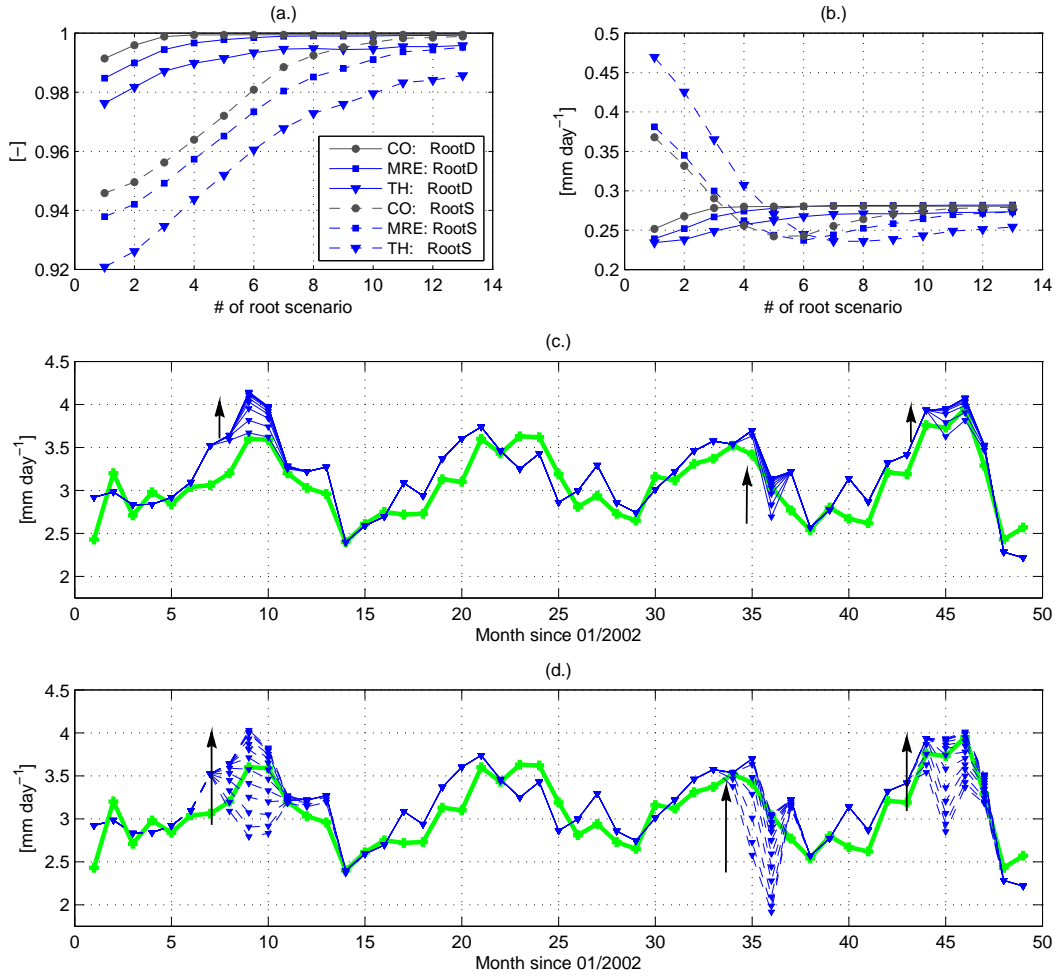 (a.)
1
0.98
0.96
0.94
0.92
[−]
0 2 4 6 8 10 12 14
# of root scenario
CO: RootD
MRE: RootD
TH: RootD
CO: RootS
MRE: RootS
TH: RootS
(b.)
0.5
0.45
0.4
0.35
0.3
0.25
0.2
[mm day−1]
0 2 4 6 8 10 12 14
# of root scenario
(c.)
4.5
4
3.5
3
2.5
2
[mm day−1]
0 5 10 15 20 25 30 35 40 45 50
Month since 01/2002
(d.)
4.5
4
3.5
3
2.5
2
[mm day−1]
0 5 10 15 20 25 30 35 40 45 50
Month since 01/2002